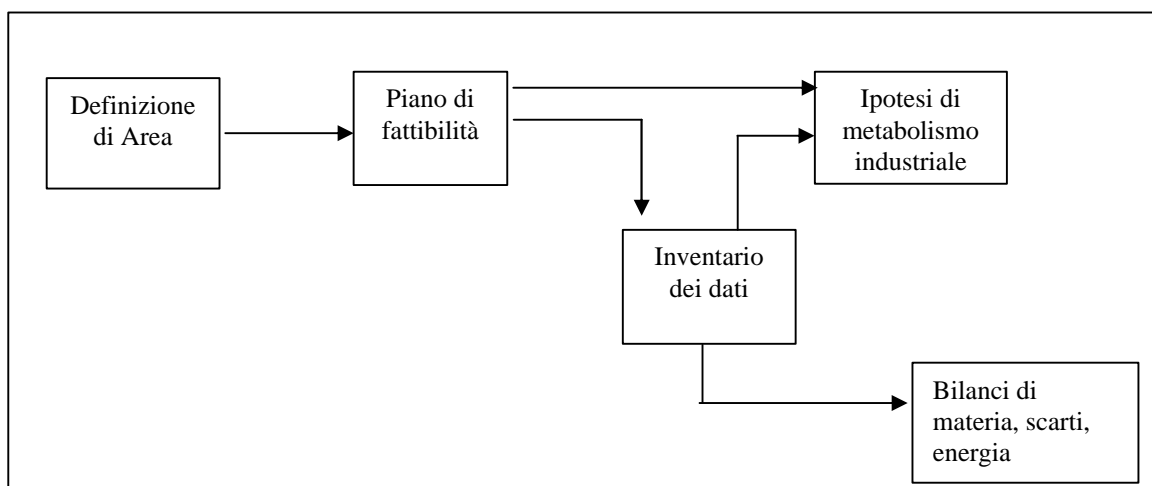 Definizione
di Area
Piano di
fattibilità
Ipotesi di
metabolismo
industriale
Inventario
dei dati
Bilanci di
materia, scarti,
energia